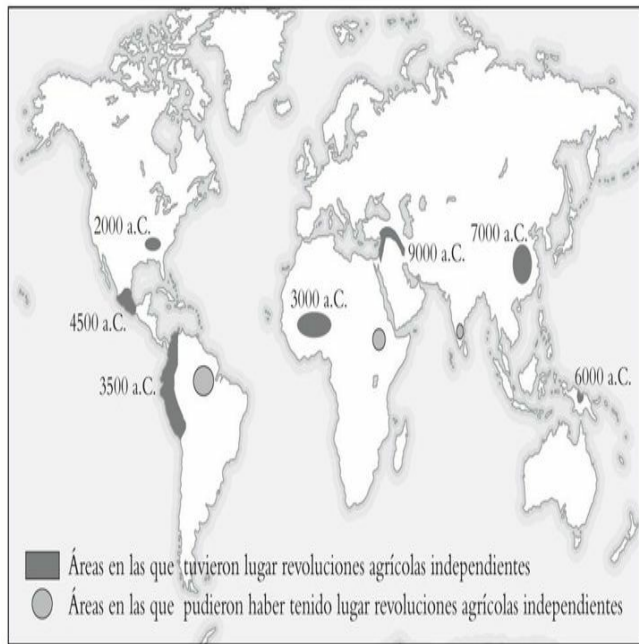 2000 a.C.
7000 a.C.
9000 a.C.
3000 a.C.
4500 a.C.
3500 a.C.
6000 a.C.
Áreas en las que tuvieron lugar revoluciones agrícolas independientes
Áreas en las que pudieron haber tenido lugar revoluciones agrícolas independientes